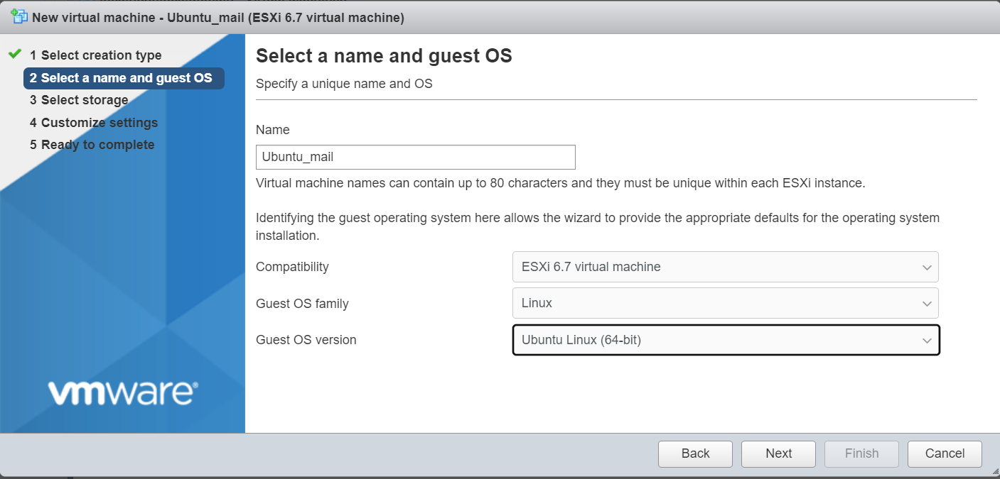 New virtual machine - Ubuntu_mail (ESXi 6.7 virtual machine)
1 Select creation type
2 Select a name and guest OS
3 Select storage
4 Customize settings
5 Ready to complete
vmware®
Select a name and guest OS
Specify a unique name and OS
Name
Ubuntu_mail
Virtual machine names can contain up to 80 characters and they must be unique within each ESXi instance.
Identifying the guest operating system here allows the wizard to provide the appropriate defaults for the operating system
installation.
Compatibility
ESXi 6.7 virtual machine
Guest OS family
Linux
Guest OS version
Ubuntu Linux (64-bit)
Back
Next
Finish
Cancel